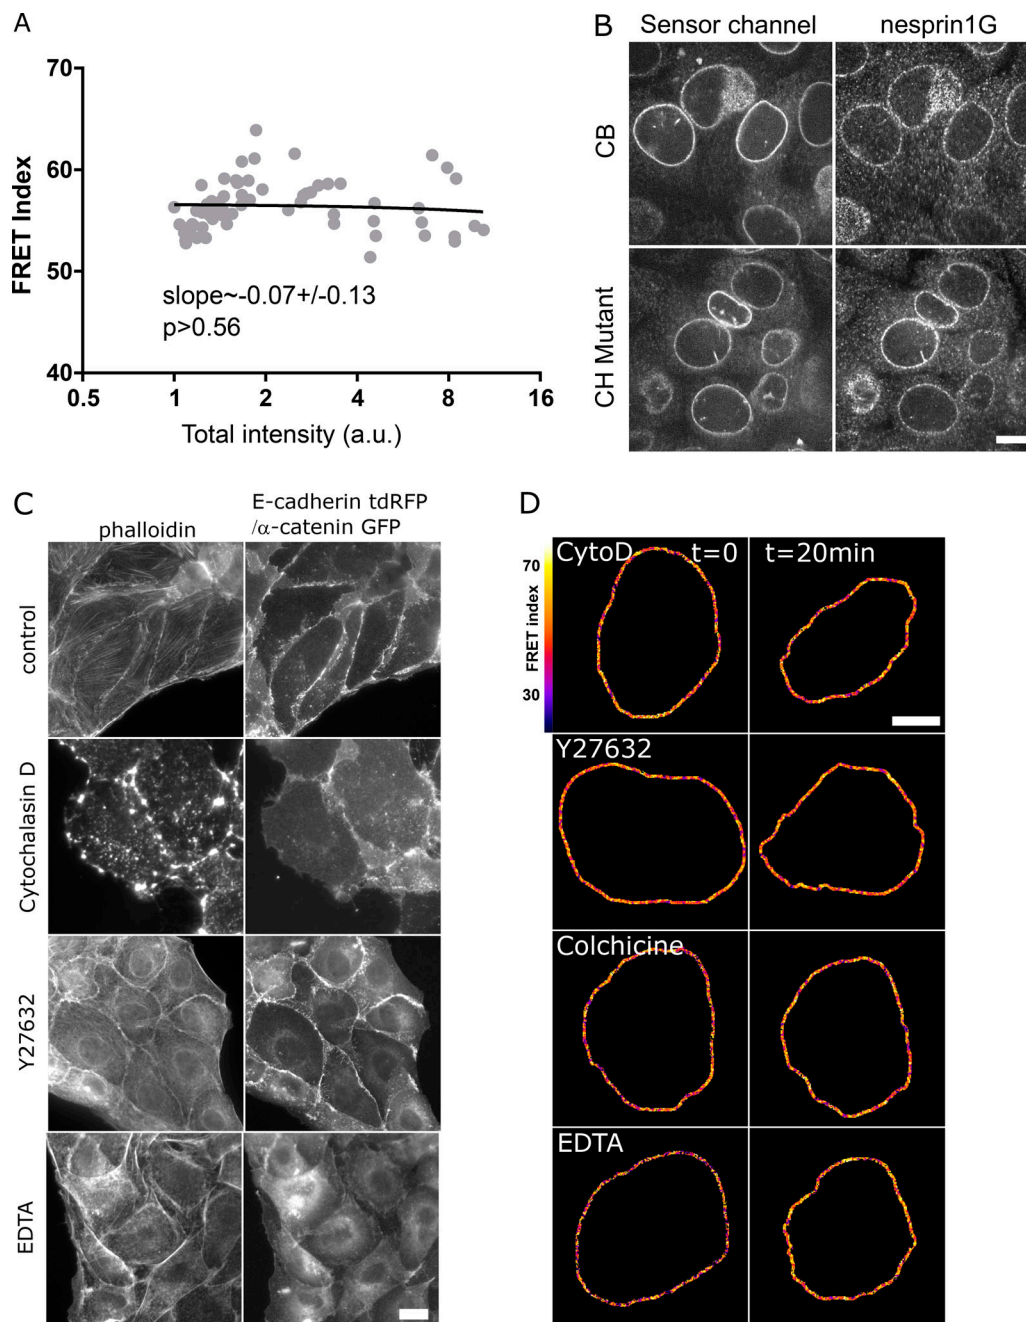 A
70
60
50
40
FRET Index
slope~-0.07+/-0.13
p>0.56
0.5 1 2 4 8 16
Total intensity (a.u.)
B
Sensor channel nesprin1G
CB
CH Mutant
C
phalloidin
E-cadherin tdRFP
/α-catenin GFP
control
Cytochalasin D
Y27632
EDTA
D
70
FRET index
30
CytoD t=0 t=20min
Y27632
Colchicine
EDTA